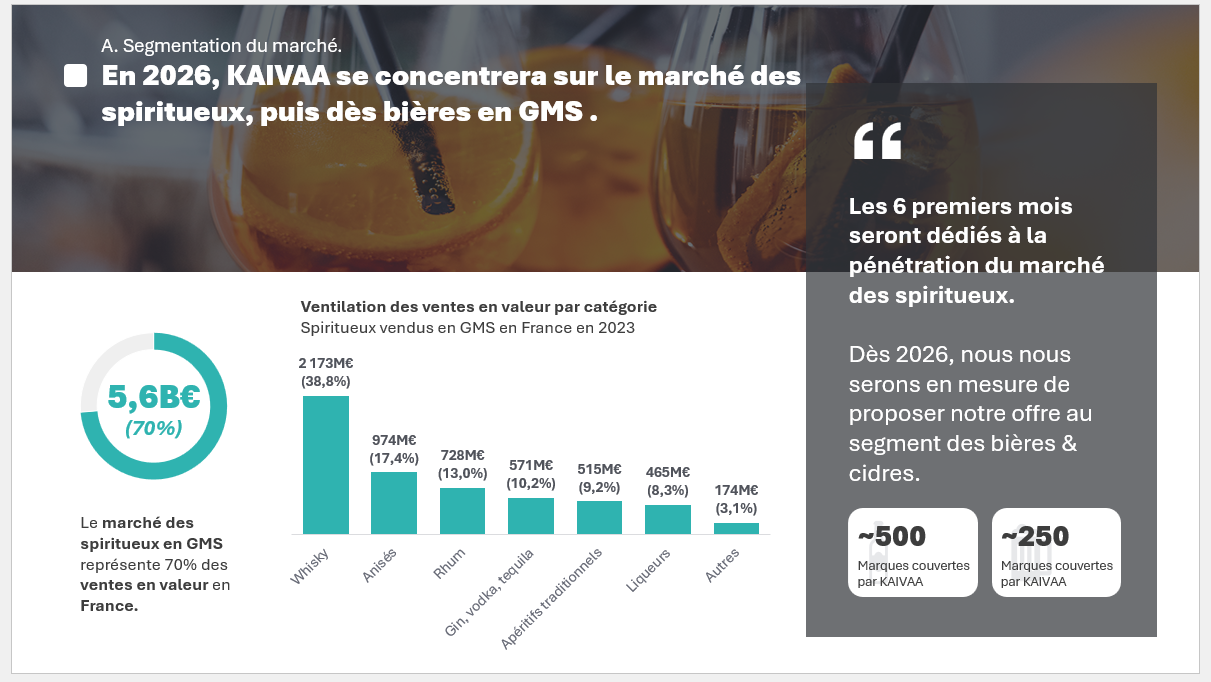 A. Segmentation du marché.
En 2026, KAIVAA se concentrera sur le marché des
spiritueux, puis dès bières en GMS .
“
Les 6 premiers mois
seront dédiés à la
pénétration du marché
des spiritueux.
Dès 2026, nous nous
serons en mesure de
proposer notre offre au
segment des bières &
cidres.
~500
Marques couvertes
par KAIVAA
~250
Marques couvertes
par KAIVAA
5,6B€
(70%)
Le marché des
spiritueux en GMS
représente 70% des
ventes en valeur en
France.
Ventilation des ventes en valeur par catégorie
Spiritueux vendus en GMS en France en 2023
2 173M€
(38,8%)
974M€
(17,4%)
728M€
(13,0%)
571M€
(10,2%)
515M€
(9,2%)
465M€
(8,3%)
174M€
(3,1%)
Whisky
Anisés
Rhum
Gin, vodka, tequila
Apéritifs traditionnels
Liqueurs
Autres